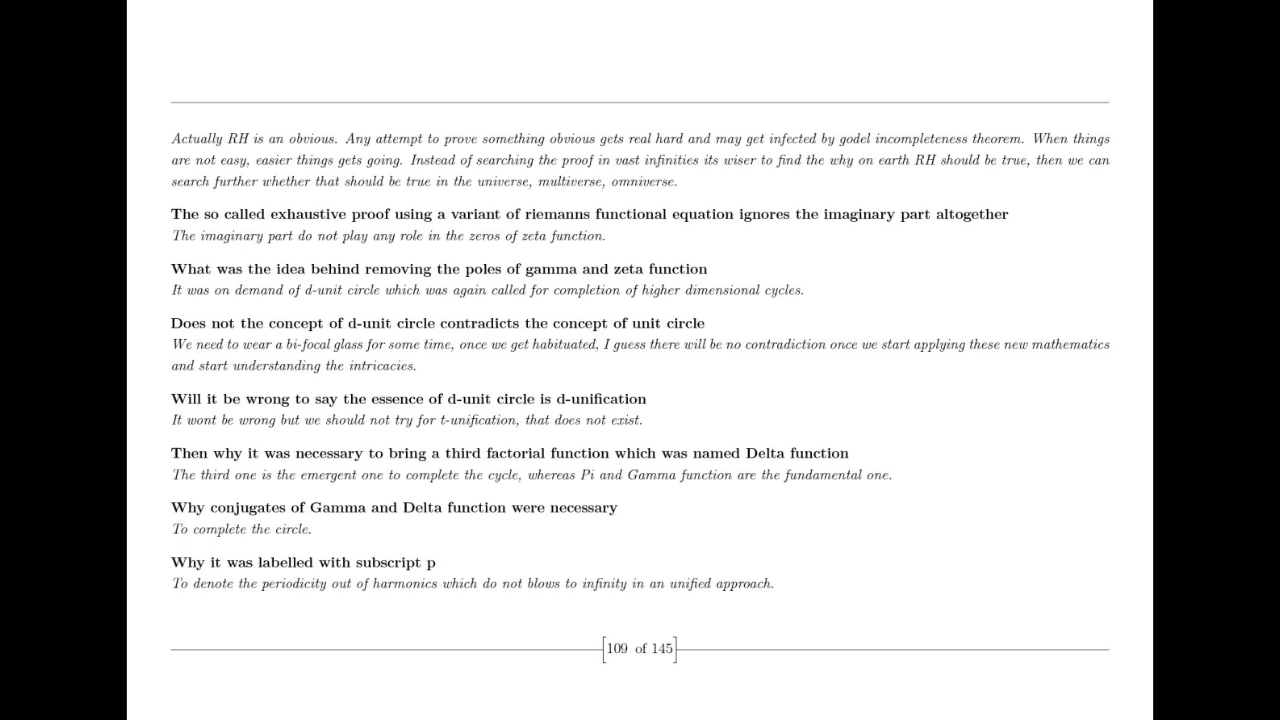 Actually RH is an obvious. Any attempt to prove something obvious gets real hard and may get infected by godel incompleteness theorem. When things
are not easy, easier things gets going. Instead of searching the proof in vast infinities its wiser to find the why on earth RH should be true, then we can
search further whether that should be true in the universe, multiverse, omniverse.
The so called exhaustive proof using a variant of riemanns functional equation ignores the imaginary part altogether
The imaginary part do not play any role in the zeros of zeta function.
What was the idea behind removing the poles of gamma and zeta function
It was on demand of d-unit circle which was again called for completion of higher dimensional cycles.
Does not the concept of d-unit circle contradicts the concept of unit circle
We need to wear a bi-focal glass for some time, once we get habituated, I guess there will be no contradiction once we start applying these new mathematics
and start understanding the intricacies.
Will it be wrong to say the essence of d-unit circle is d-unification
It wont be wrong but we should not try for t-unification, that does not exist.
Then why it was necessary to bring a third factorial function which was named Delta function
The third one is the emergent one to complete the cycle, whereas Pi and Gamma function are the fundamental one.
Why conjugates of Gamma and Delta function were necessary
To complete the circle.
Why it was labelled with subscript p
To denote the periodicity out of harmonics which do not blows to infinity in an unified approach.
109 of 145